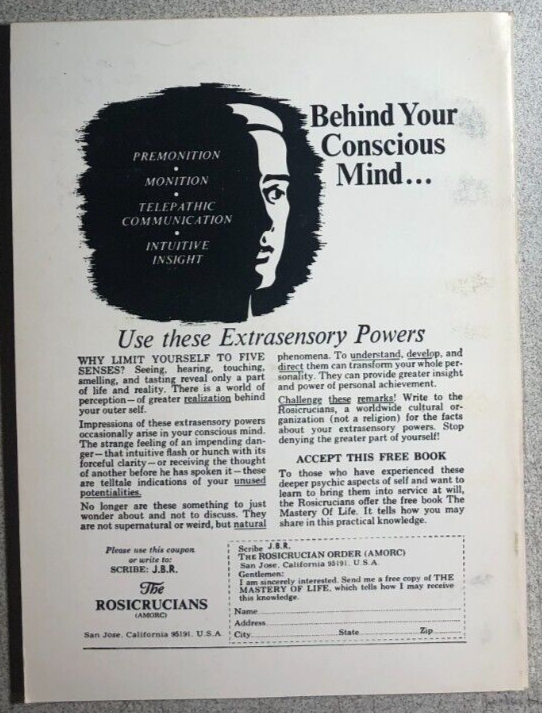 Behind Your
Conscious
Mind...
PREMONITION
•
MONITION
•
TELEPATHIC
COMMUNICATION
•
INTUITIVE
INSIGHT
Use these Extrasensory Powers
WHY LIMIT YOURSELF TO FIVE
SENSES? Seeing, hearing, touching,
smelling, and tasting reveal only a part
of life and reality. There is a world of
perception—of greater realization behind
your outer self.
Impressions of these extrasensory powers
occasionally arise in your conscious mind.
The strange feeling of an impending dan-
ger—that intuitive flash or hunch with its
forceful clarity—or receiving the thought
of another before he has spoken it—these
are telltale indications of your unused
potentialities.
No longer are these something to just
wonder about and not to discuss. They
are not supernatural or weird, but natural
phenomena. To understand, develop, and
direct them can transform your whole per-
sonality. They can provide greater insight
and power of personal achievement.
Challenge these remarks! Write to the
Rosicrucians, a worldwide cultural or-
ganization (not a religion) for the facts
about your extrasensory powers. Stop
denying the greater part of yourself!
ACCEPT THIS FREE BOOK
To those who have experienced these
deeper psychic aspects of self and want to
learn to bring them into service at will,
the Rosicrucians offer the free book The
Mastery Of Life. It tells how you may
share in this practical knowledge.
Please use this coupon
or write to:
SCRIBE: J.B.R.
The
ROSICRUCIANS
(AMORC)
San Jose, California 95191, U.S.A.
Scribe J.B.R.
THE ROSICRUCIAN ORDER (AMORC)
San Jose, California 95191, U.S.A.
Gentlemen:
I am sincerely interested. Send me a free copy of THE
MASTERY OF LIFE, which tells how I may receive
this knowledge.
Name
Address
City State Zip